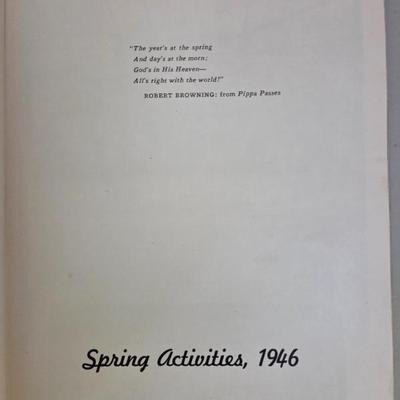 "The year's at the spring
And day's at the morn;
God's in His Heaven—
All's right with the world!"
ROBERT BROWNING: from Pippa Passes
Spring Activities, 1946